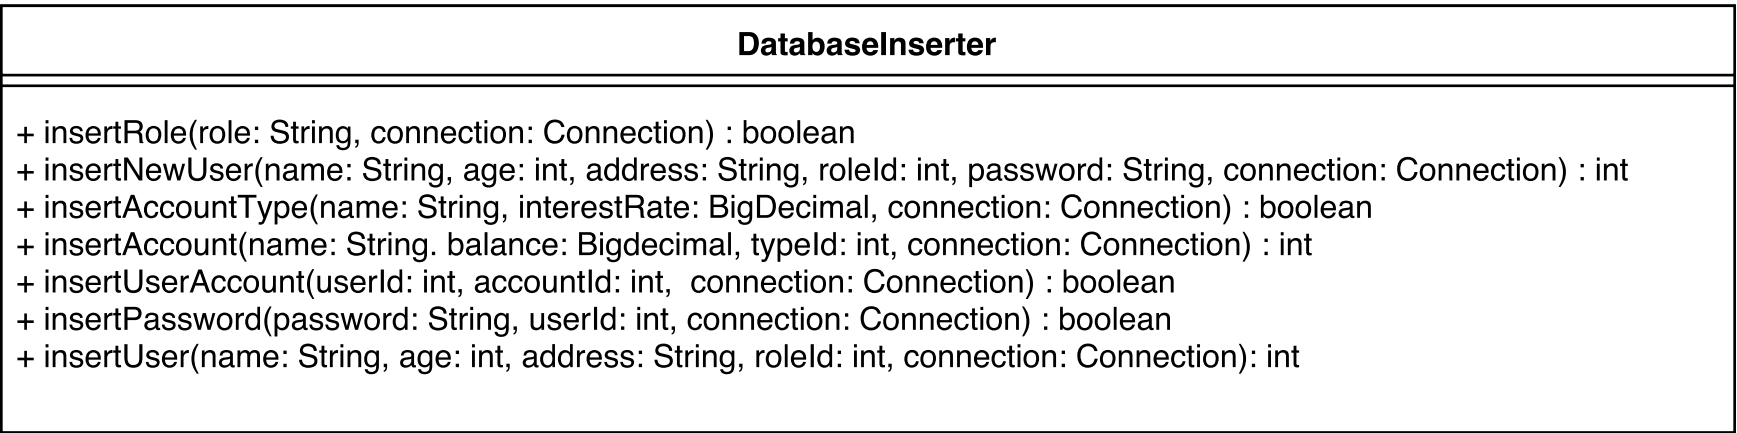 DatabaseInserter
+ insertRole(role: String, connection: Connection) : boolean
+ insertNewUser(name: String, age: int, address: String, roleId: int, password: String, connection: Connection) : int
+ insertAccountType(name: String, interestRate: BigDecimal, connection: Connection) : boolean
+ insertAccount(name: String. balance: Bigdecimal, typeId: int, connection: Connection) : int
+ insertUserAccount(userId: int, accountId: int,  connection: Connection) : boolean
+ insertPassword(password: String, userId: int, connection: Connection) : boolean
+ insertUser(name: String, age: int, address: String, roleId: int, connection: Connection): int